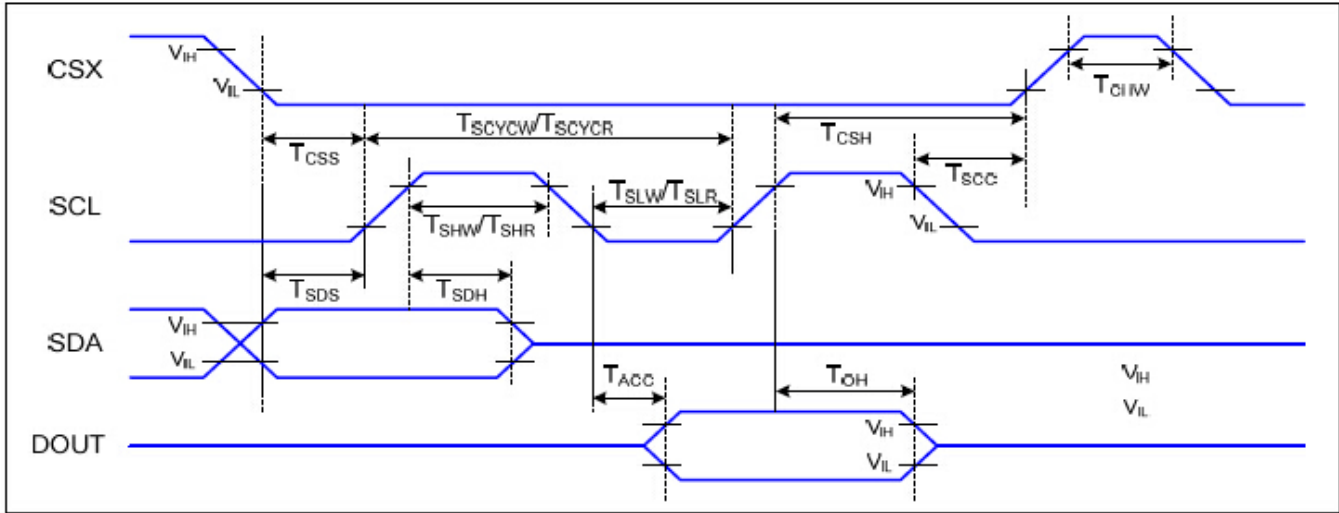 CSX
VIH
VIL
TCHW
TSCYCW/TSCYCR
TCSS
TCSH
TSCC
SCL
TSLW/TSLR
VIH
VIL
TSHW/TSHR
TSDS
TSDH
SDA
VIH
VIL
TACC
TOH
VIH
VIL
DOUT
VIH
VIL